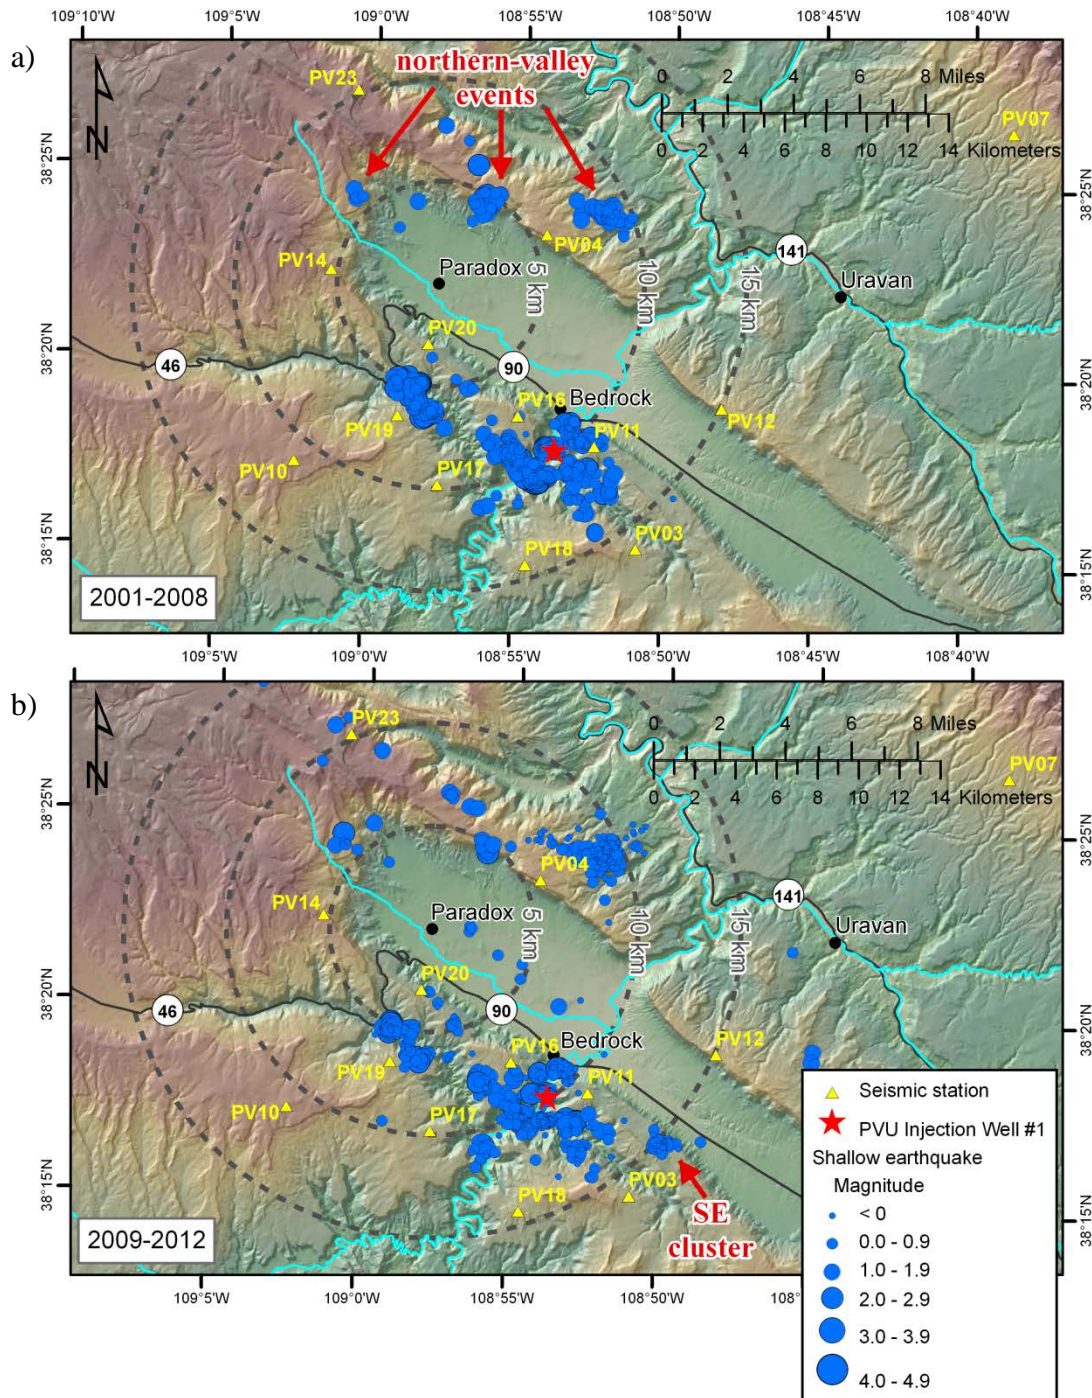 a)
109°10'W 109°0'W 108°55'W 108°50'W 108°45'W 108°40'W
northern-valley
events
PV23
0 2 4 6 8 Miles
0 2 4 6 8 10 12 14 Kilometers
PV07
38°25'N
38°25'N
PV04
PV14
Paradox
5 km
10 km
15 km
141
Uravan
PV20
38°20'N
46
90
38°20'N
PV16
Bedrock
PV19
PV11
PV12
PV10
PV17
38°15'N
PV18
PV03
38°15'N
2001-2008
N
109°5'W 109°0'W 108°55'W 108°50'W 108°45'W 108°40'W
b)
PV23
0 2 4 6 8 Miles
0 2 4 6 8 10 12 14 Kilometers
PV07
N
38°25'N
38°25'N
PV04
PV14
Paradox
5 km
10 km
15 km
141
Uravan
PV20
38°20'N
46
90
38°20'N
PV16
Bedrock
PV12
PV19
PV11
PV10
PV17
38°15'N
PV18
PV03
38°15'N
SE
cluster
2009-2012
109°5'W 109°0'W 108°55'W 108°50'W
Seismic station
PVU Injection Well #1
Shallow earthquake
Magnitude
< 0
0.0 - 0.9
1.0 - 1.9
2.0 - 2.9
3.0 - 3.9
4.0 - 4.9